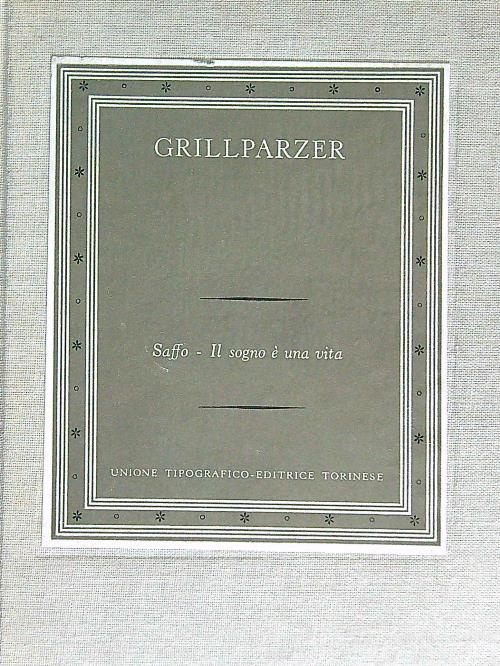 GRILLPARZER
Saffo - Il sogno è una vita
UNIONE TIPOGRAFICO-EDITRICE TORINESE